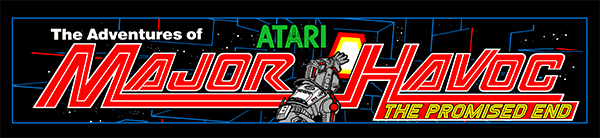 The Adventures of
ATARI
MAJOR HAVOC
THE PROMISED END